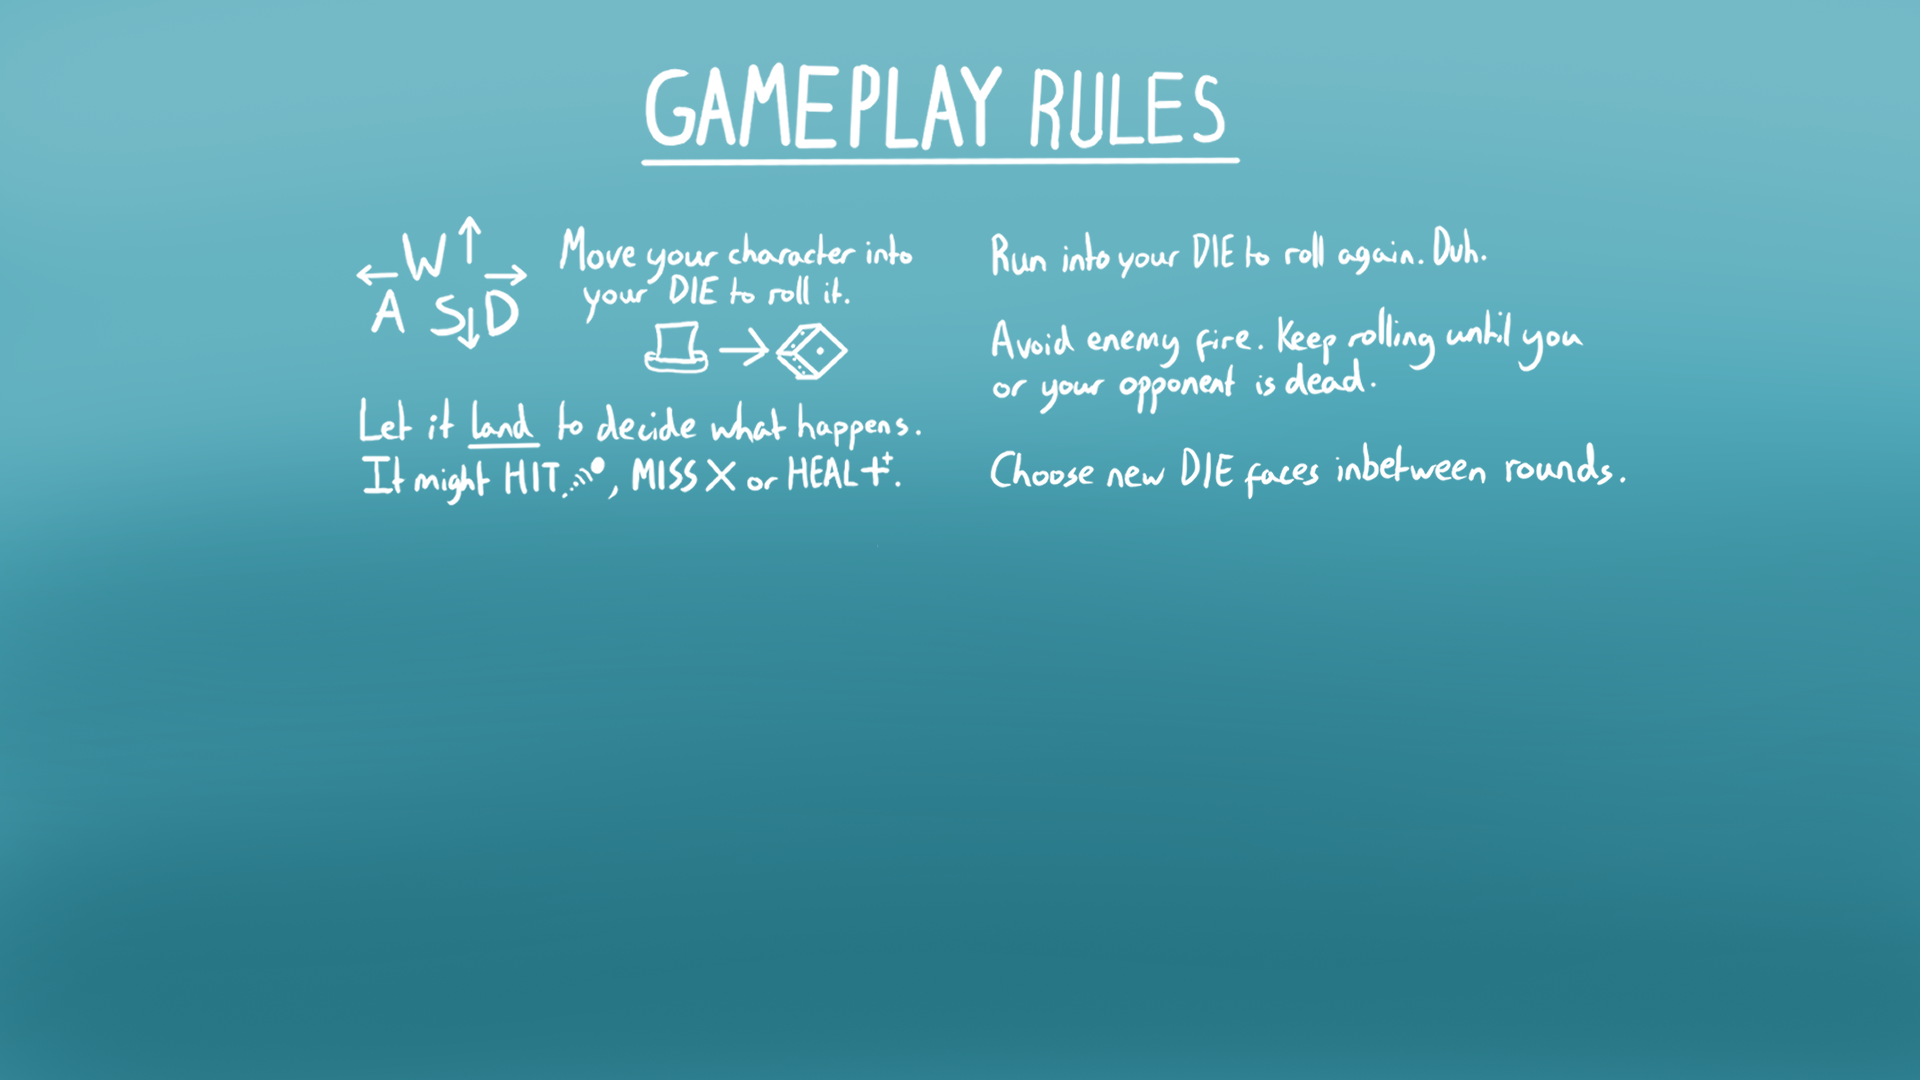 GAMEPLAY RULES
W
A S D
Move your character into
your DIE to roll it.
Let it land to decide what happens.
It might HIT, MISS X or HEAL ++.
Run into your DIE to roll again. Duh.
Avoid enemy fire. Keep rolling until you
or your opponent is dead.
Choose new DIE faces inbetween rounds.